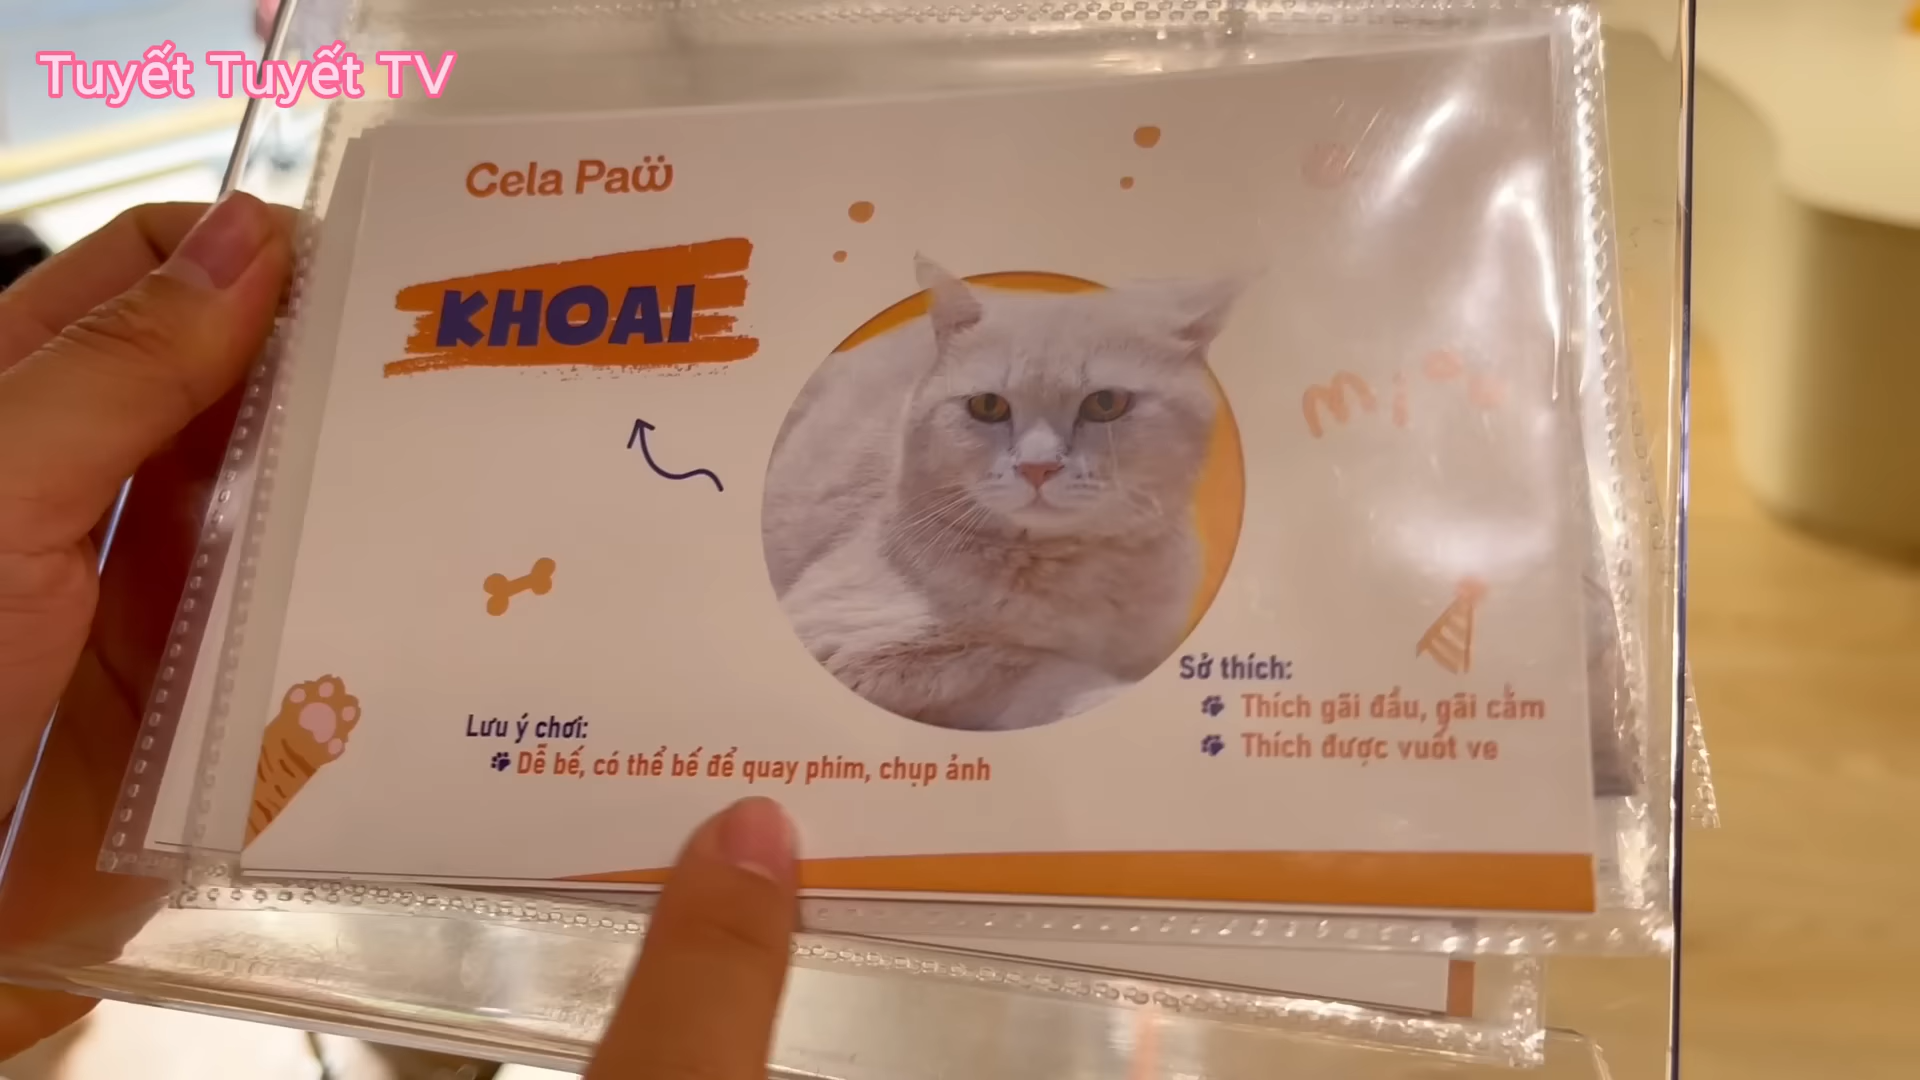 Tuyết Tuyết TV
Cela Paw
KHOAI
Lưu ý chơi:
Dễ bế, có thể bế để quay phim, chụp ảnh
Sở thích:
Thích gãi đầu, gãi cằm
Thích được vuốt ve